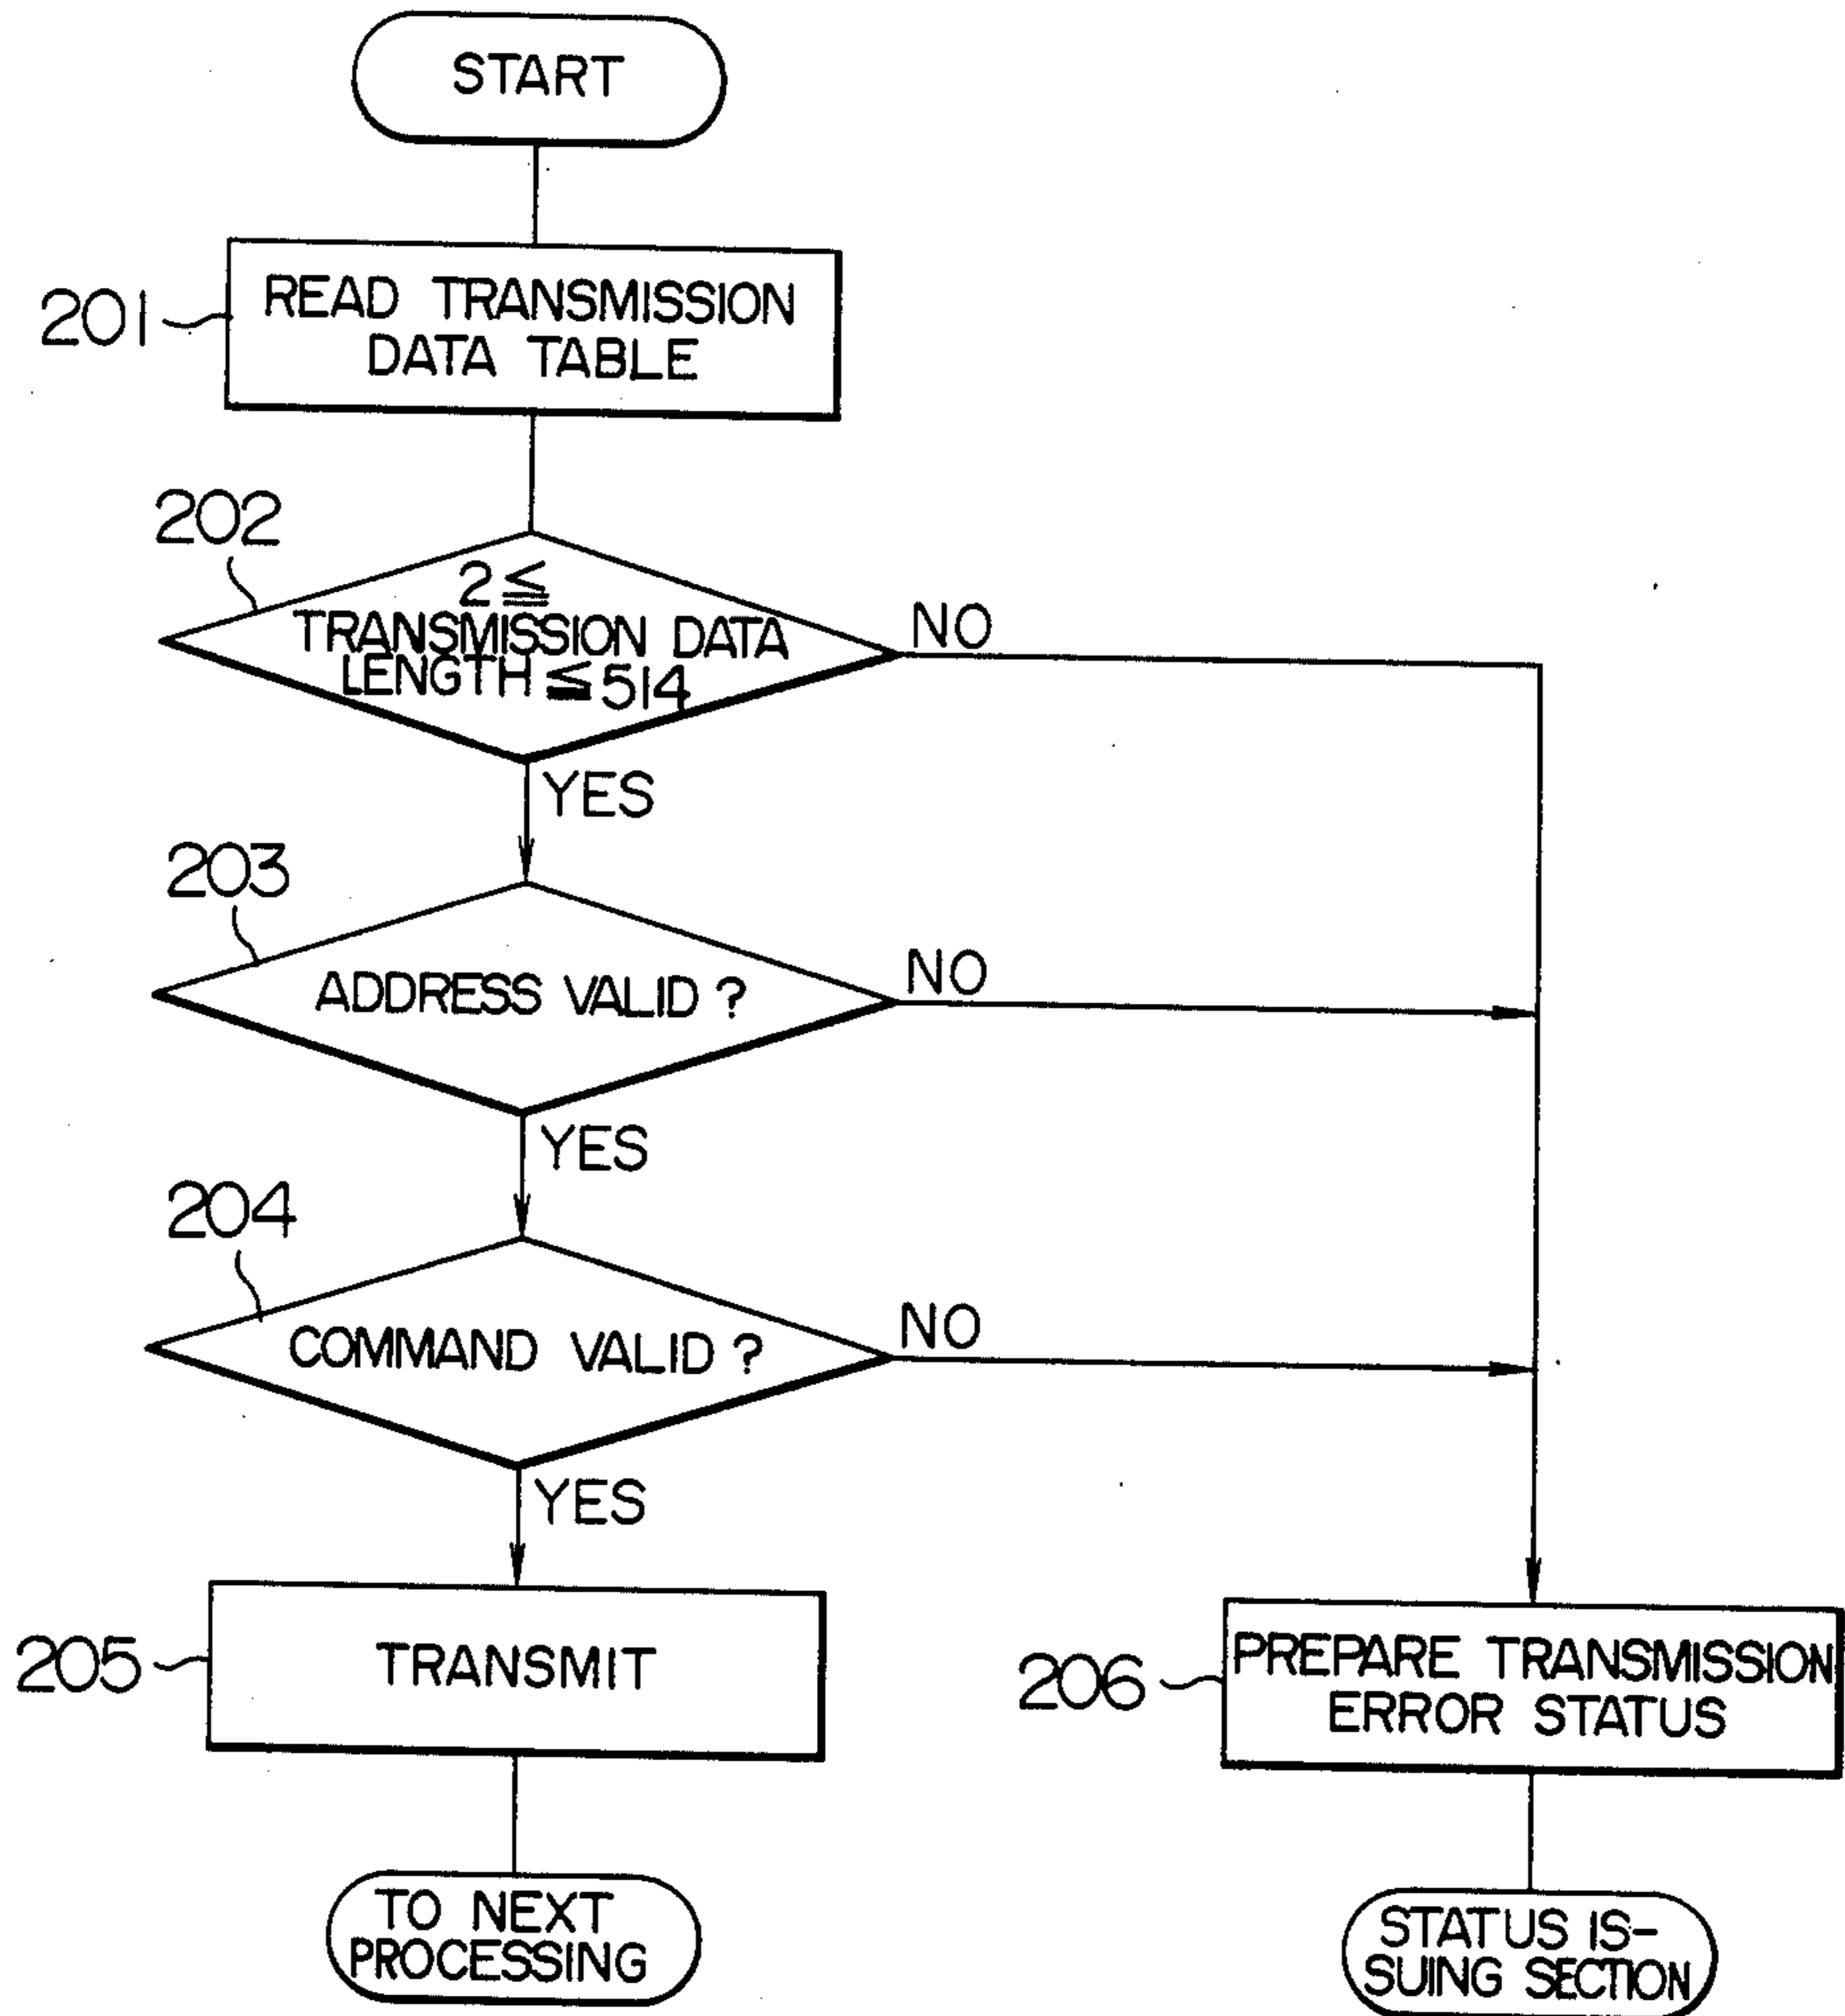 START
201
READ TRANSMISSION
DATA TABLE
202
2≦
TRANSMISSION DATA
LENGTH≦514
NO
YES
203
ADDRESS VALID?
NO
YES
204
COMMAND VALID?
NO
YES
205
TRANSMIT
206
PREPARE TRANSMISSION
ERROR STATUS
TO NEXT
PROCESSING
STATUS IS-
SUING SECTION